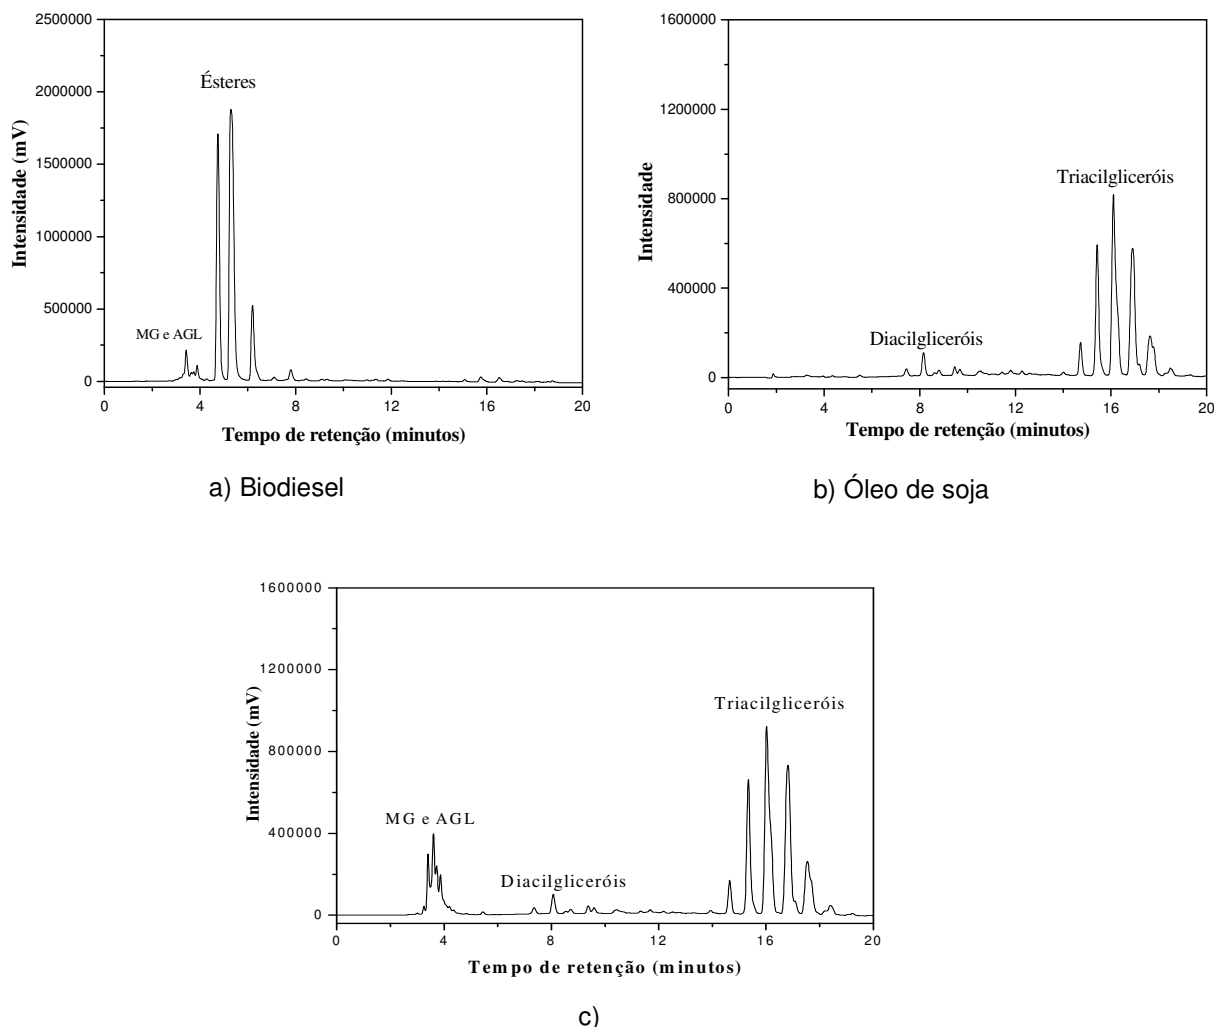 2500000
2000000
1500000
1000000
500000
0
Intensidade (mV)
Ésteres
MG e AGL
0 4 8 12 16 20
Tempo de retenção (minutos)
a) Biodiesel
1600000
1200000
800000
400000
0
Intensidade
Triacilgliceróis
Diacilgliceróis
0 4 8 12 16 20
Tempo de retenção (minutos)
b) Óleo de soja
1600000
1200000
800000
400000
0
Intensidade (mV)
Triacilgliceróis
MG e AGL
Diacilgliceróis
0 4 8 12 16 20
Tempo de retenção (minutos)
c)